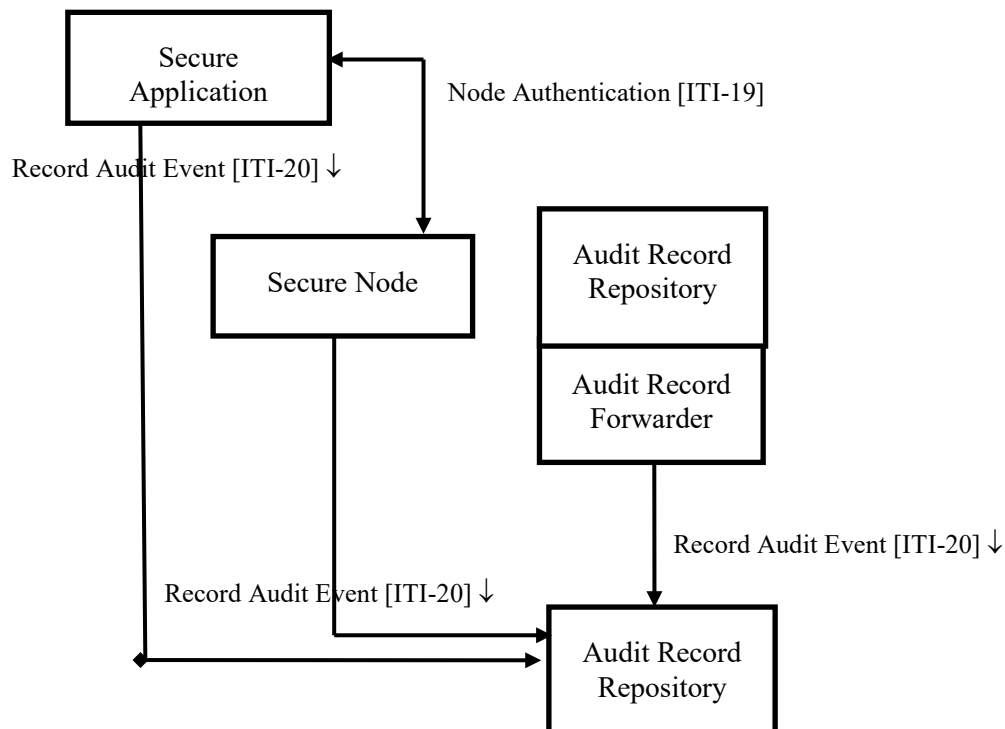 Secure
Application
Node Authentication [ITI-19]
Record Audit Event [ITI-20] ↓
Secure Node
Audit Record
Repository
Audit Record
Forwarder
Record Audit Event [ITI-20] ↓
Record Audit Event [ITI-20] ↓
Audit Record
Repository